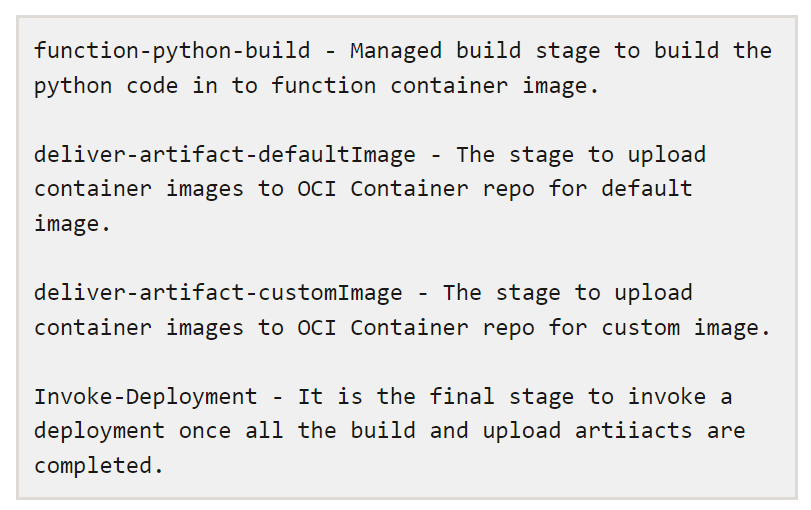 function-python-build - Managed build stage to build the
python code in to function container image.
deliver-artifact-defaultImage - The stage to upload
container images to OCI Container repo for default
image.
deliver-artifact-customImage - The stage to upload
container images to OCI Container repo for custom image.
Invoke-Deployment - It is the final stage to invoke a
deployment once all the build and upload artiiacts are
completed.